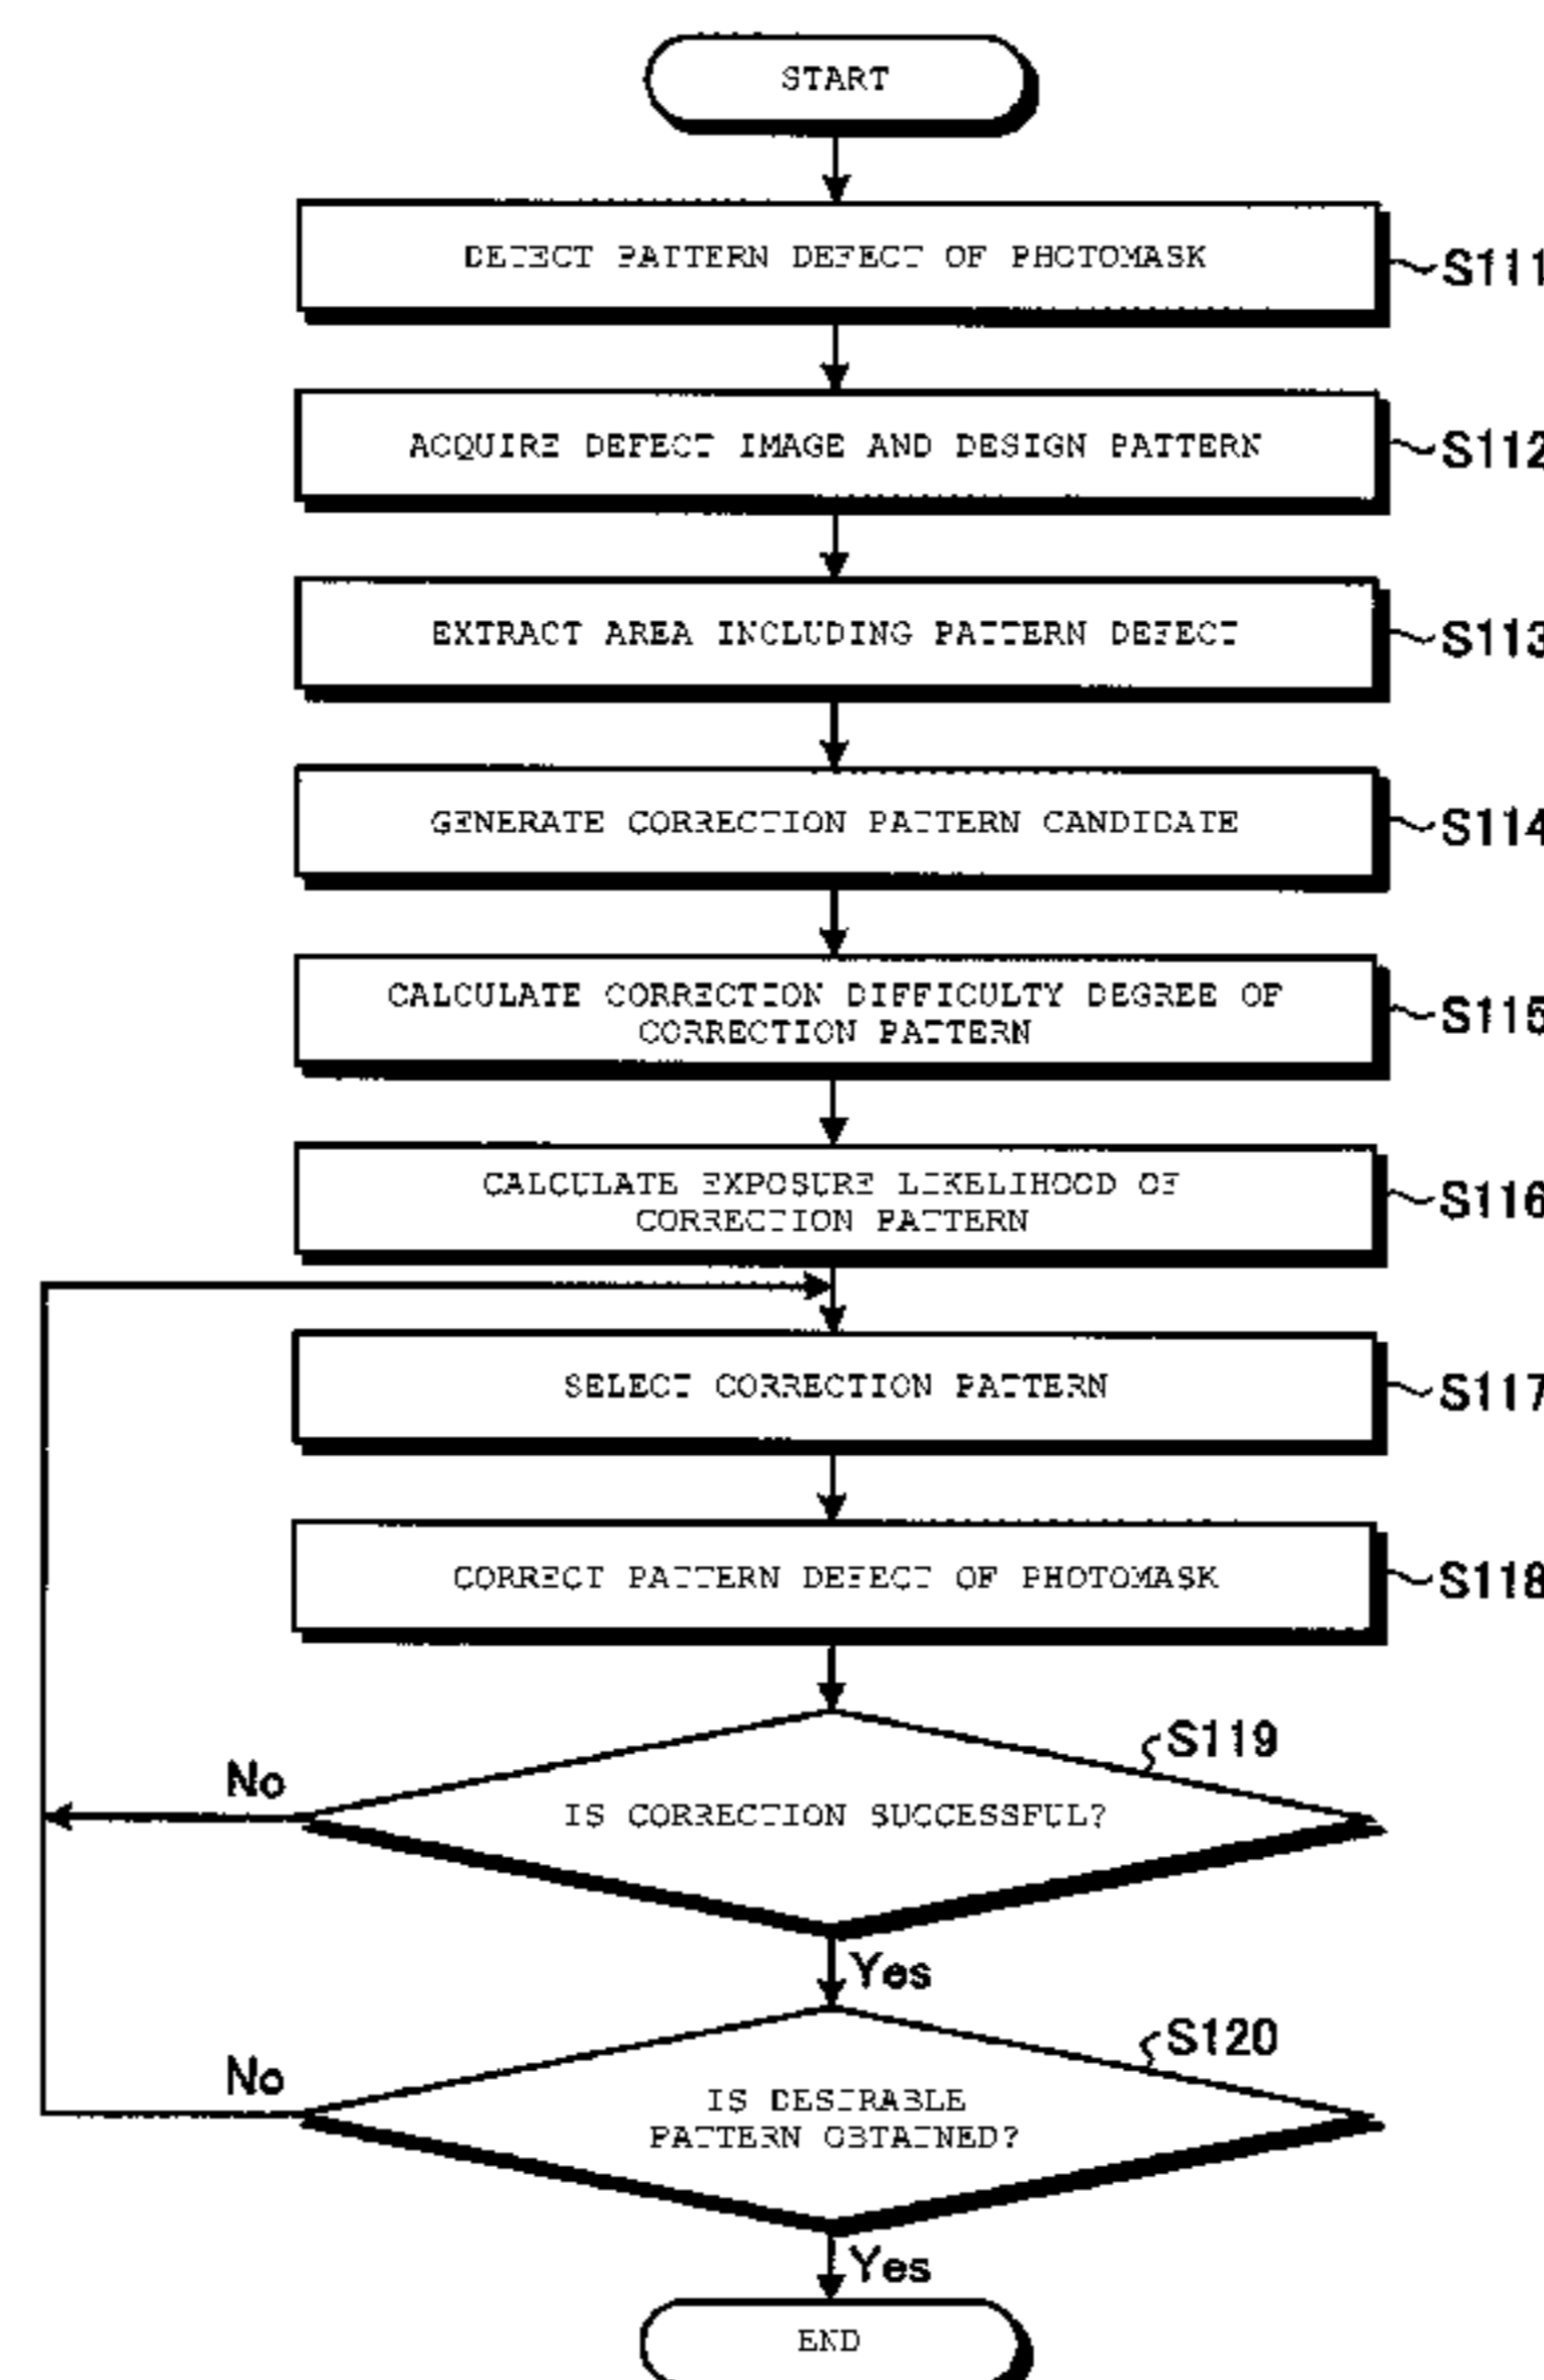 START
DETECT PATTERN DEFECT OF PHOTOMASK
S111
ACQUIRE DEFECT IMAGE AND DESIGN PATTERN
S112
EXTRACT AREA INCLUDING PATTERN DEFECT
S113
GENERATE CORRECTION PATTERN CANDIDATE
S114
CALCULATE CORRECTION DIFFICULTY DEGREE OF
CORRECTION PATTERN
S115
CALCULATE EXPOSURE LIKELIHOOD OF
CORRECTION PATTERN
S116
SELECT CORRECTION PATTERN
S117
CORRECT PATTERN DEFECT OF PHOTOMASK
S118
S119
No
IS CORRECTION SUCCESSFUL?
Yes
S120
No
IS DESIRABLE
PATTERN OBTAINED?
Yes
END